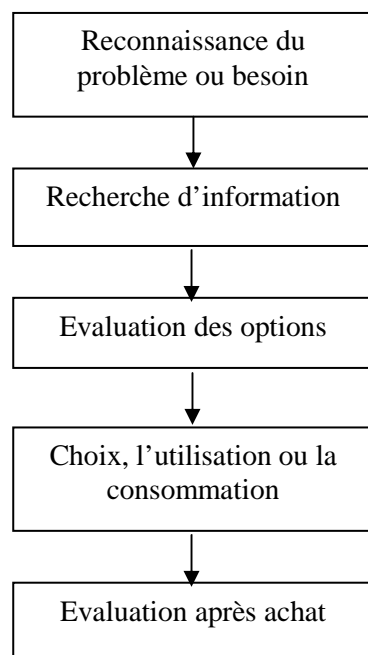 Reconnaissance du
problème ou besoin
Recherche d’information
Evaluation des options
Choix, l’utilisation ou la
consommation
Evaluation après achat